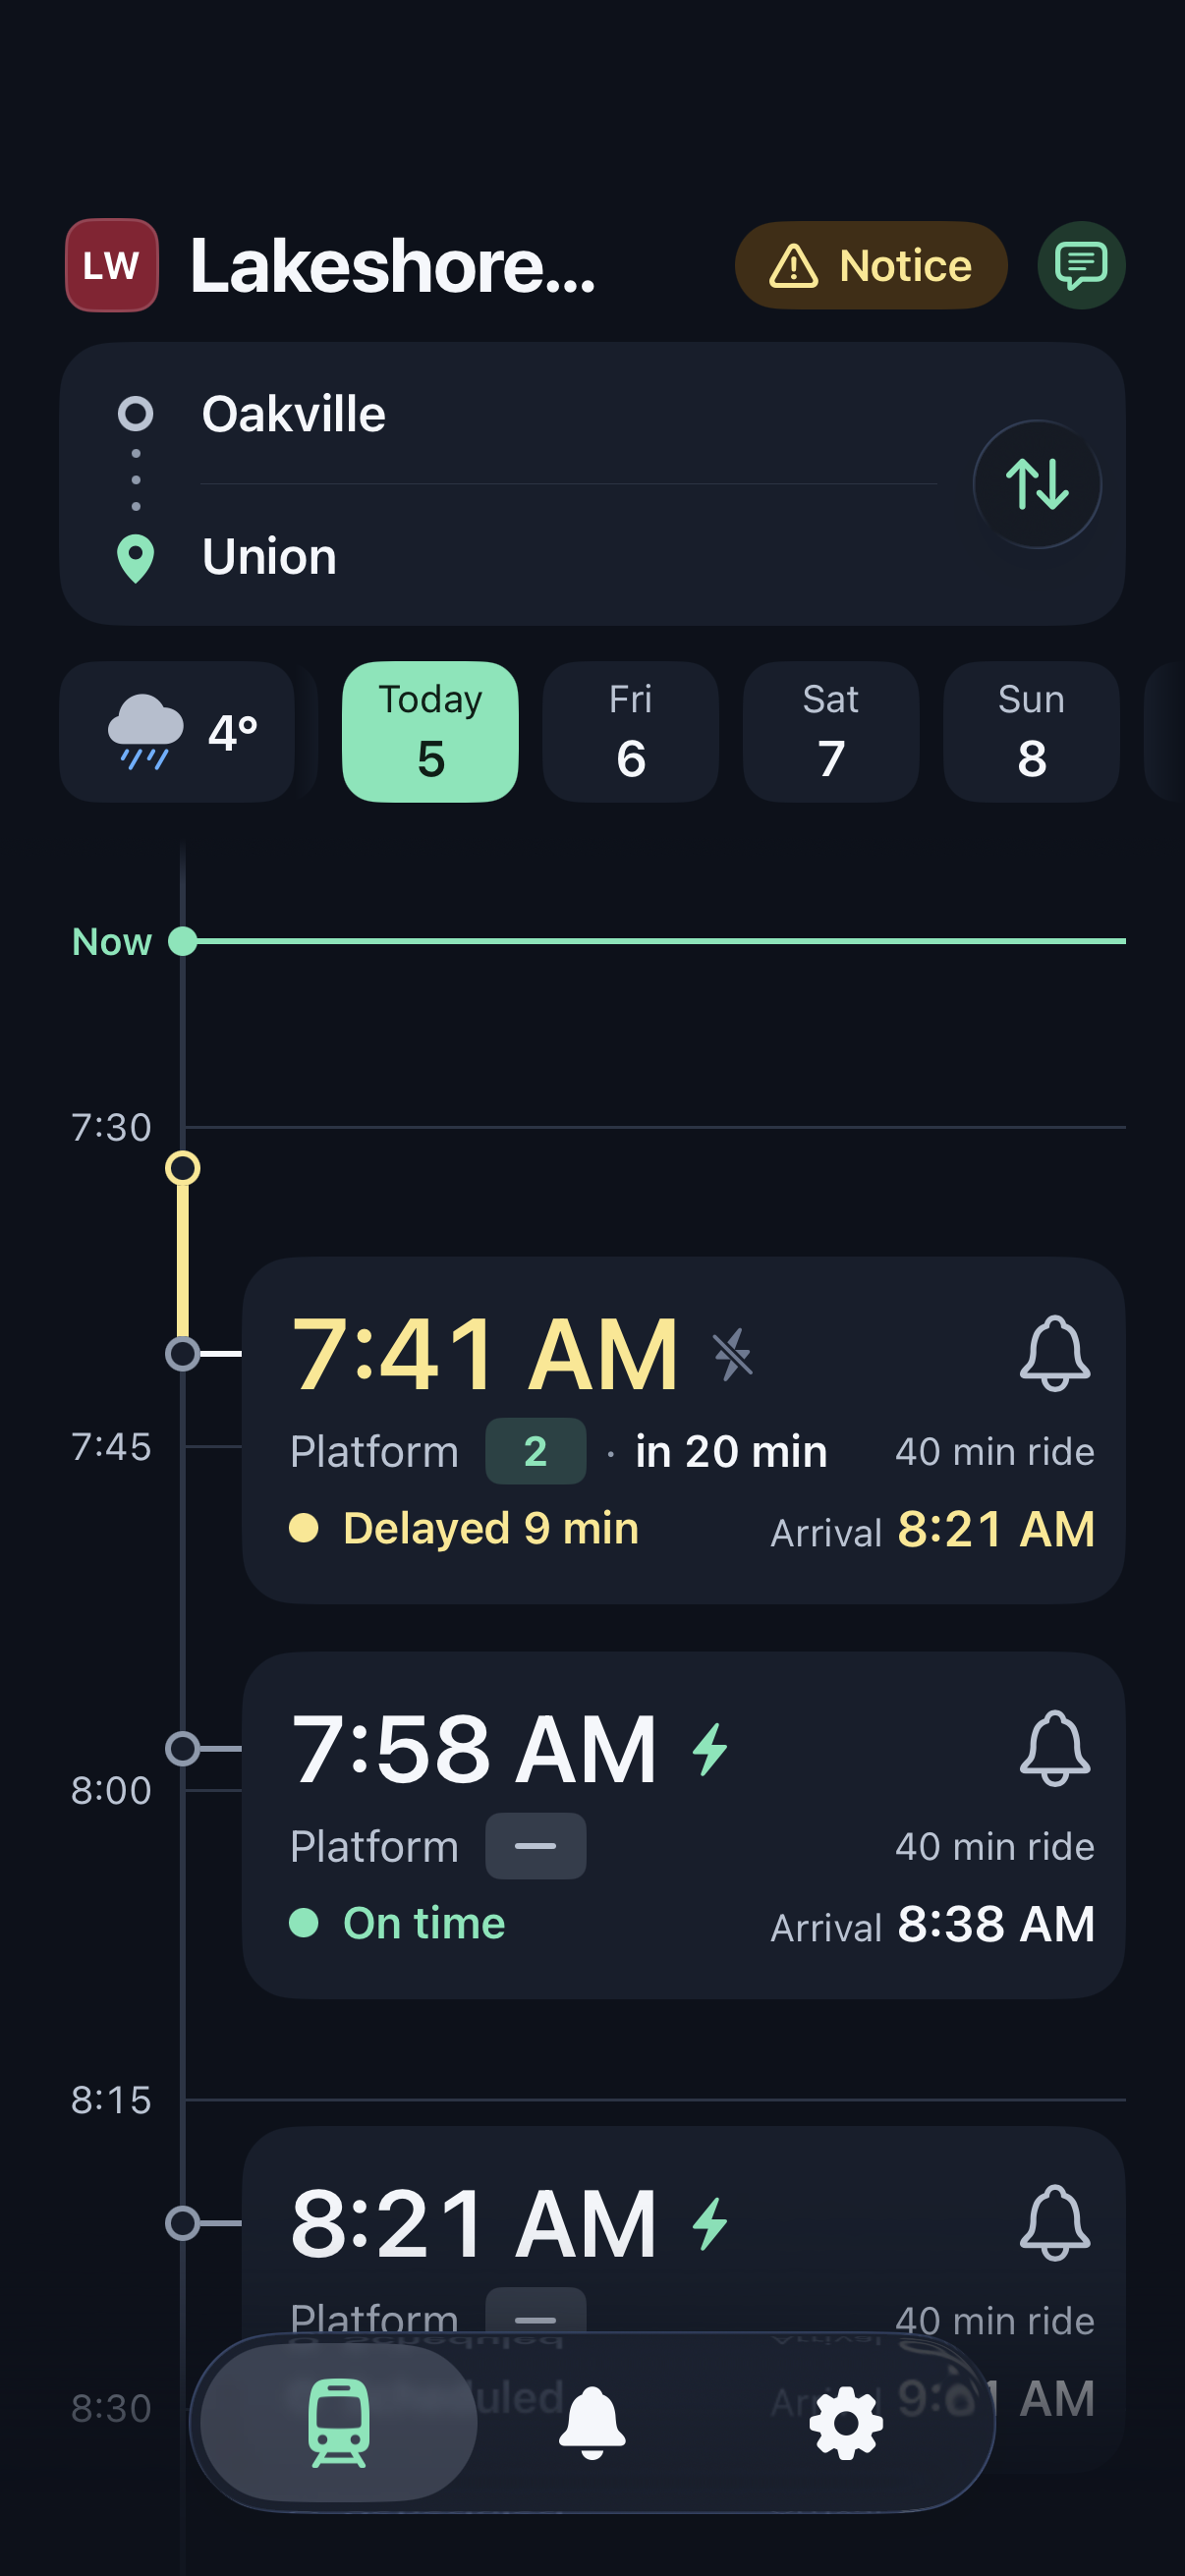 LW Lakeshore... Notice
Oakville
Union
4°
Today
5
Fri
6
Sat
7
Sun
8
Now
7:30
7:41 AM
7:45
Platform 2 · in 20 min 40 min ride
Delayed 9 min Arrival 8:21 AM
7:58 AM
8:00
Platform — 40 min ride
On time Arrival 8:38 AM
8:15
8:21 AM
Platform — 40 min ride
8:30
AM